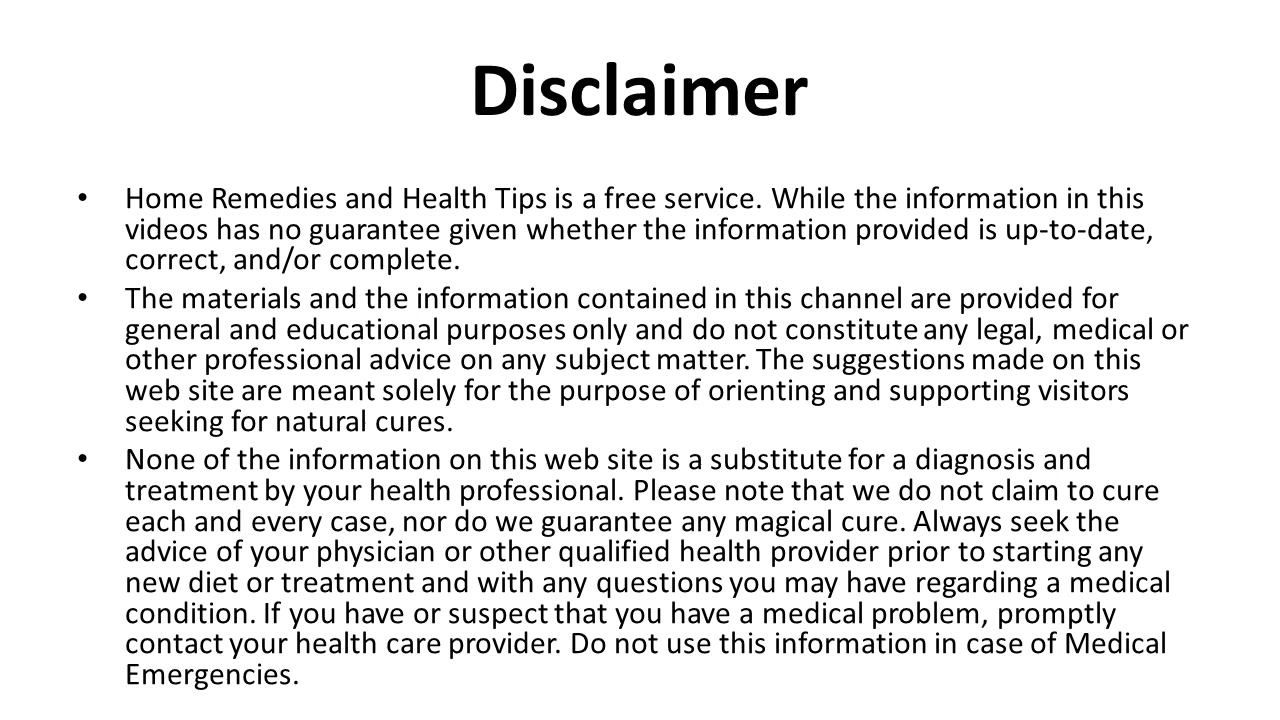 Disclaimer
• Home Remedies and Health Tips is a free service. While the information in this
videos has no guarantee given whether the information provided is up-to-date,
correct, and/or complete.
• The materials and the information contained in this channel are provided for
general and educational purposes only and do not constitute any legal, medical or
other professional advice on any subject matter. The suggestions made on this
web site are meant solely for the purpose of orienting and supporting visitors
seeking for natural cures.
• None of the information on this web site is a substitute for a diagnosis and
treatment by your health professional. Please note that we do not claim to cure
each and every case, nor do we guarantee any magical cure. Always seek the
advice of your physician or other qualified health provider prior to starting any
new diet or treatment and with any questions you may have regarding a medical
condition. If you have or suspect that you have a medical problem, promptly
contact your health care provider. Do not use this information in case of Medical
Emergencies.